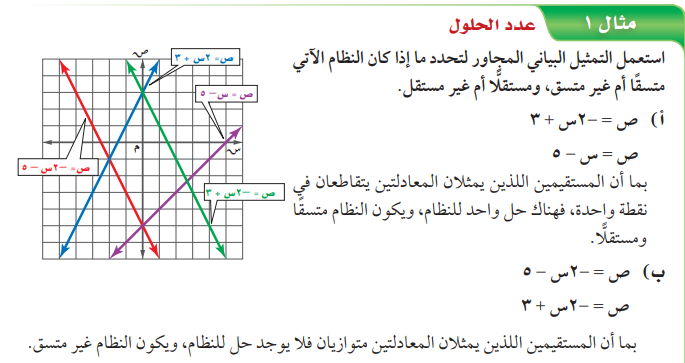 مثال ١ عدد الحلول
استعمل التمثيل البياني المجاور لتحدد ما إذا كان النظام الآتي
متسقًا أم غير متسق، ومستقلًّا أم غير مستقل.
أ) ص = –٢س + ٣
ص = س – ٥
بما أن المستقيمين اللذين يمثلان المعادلتين يتقاطعان في
نقطة واحدة، فهناك حل واحد للنظام، ويكون النظام متسقًا
ومستقلًّا.
ب) ص = –٢س – ٥
ص = –٢س + ٣
بما أن المستقيمين اللذين يمثلان المعادلتين متوازيان فلا يوجد حل للنظام، ويكون النظام غير متسق.
ص
ص = ٢س + ٣
ص = س – ٥
م
س
ص = –٢س – ٥
ص = –٢س + ٣